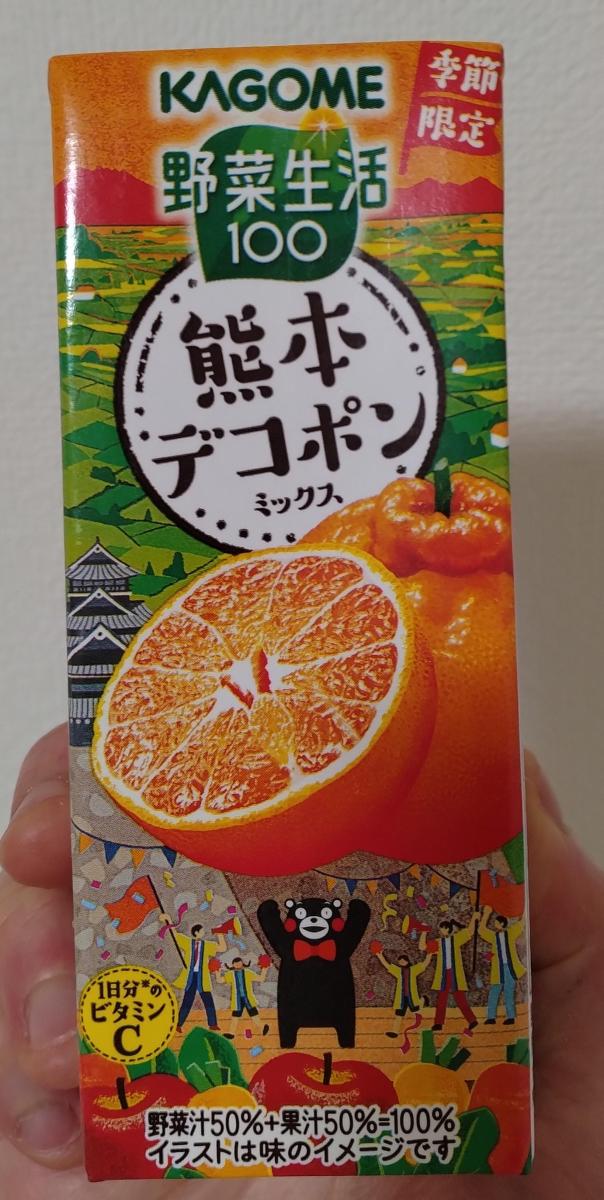 KAGOME
季節
限定
野菜生活
100
熊本
デコポン
ミックス
1日分※の
ビタミン
C
野菜汁50%+果汁50%=100%
イラストは味のイメージです